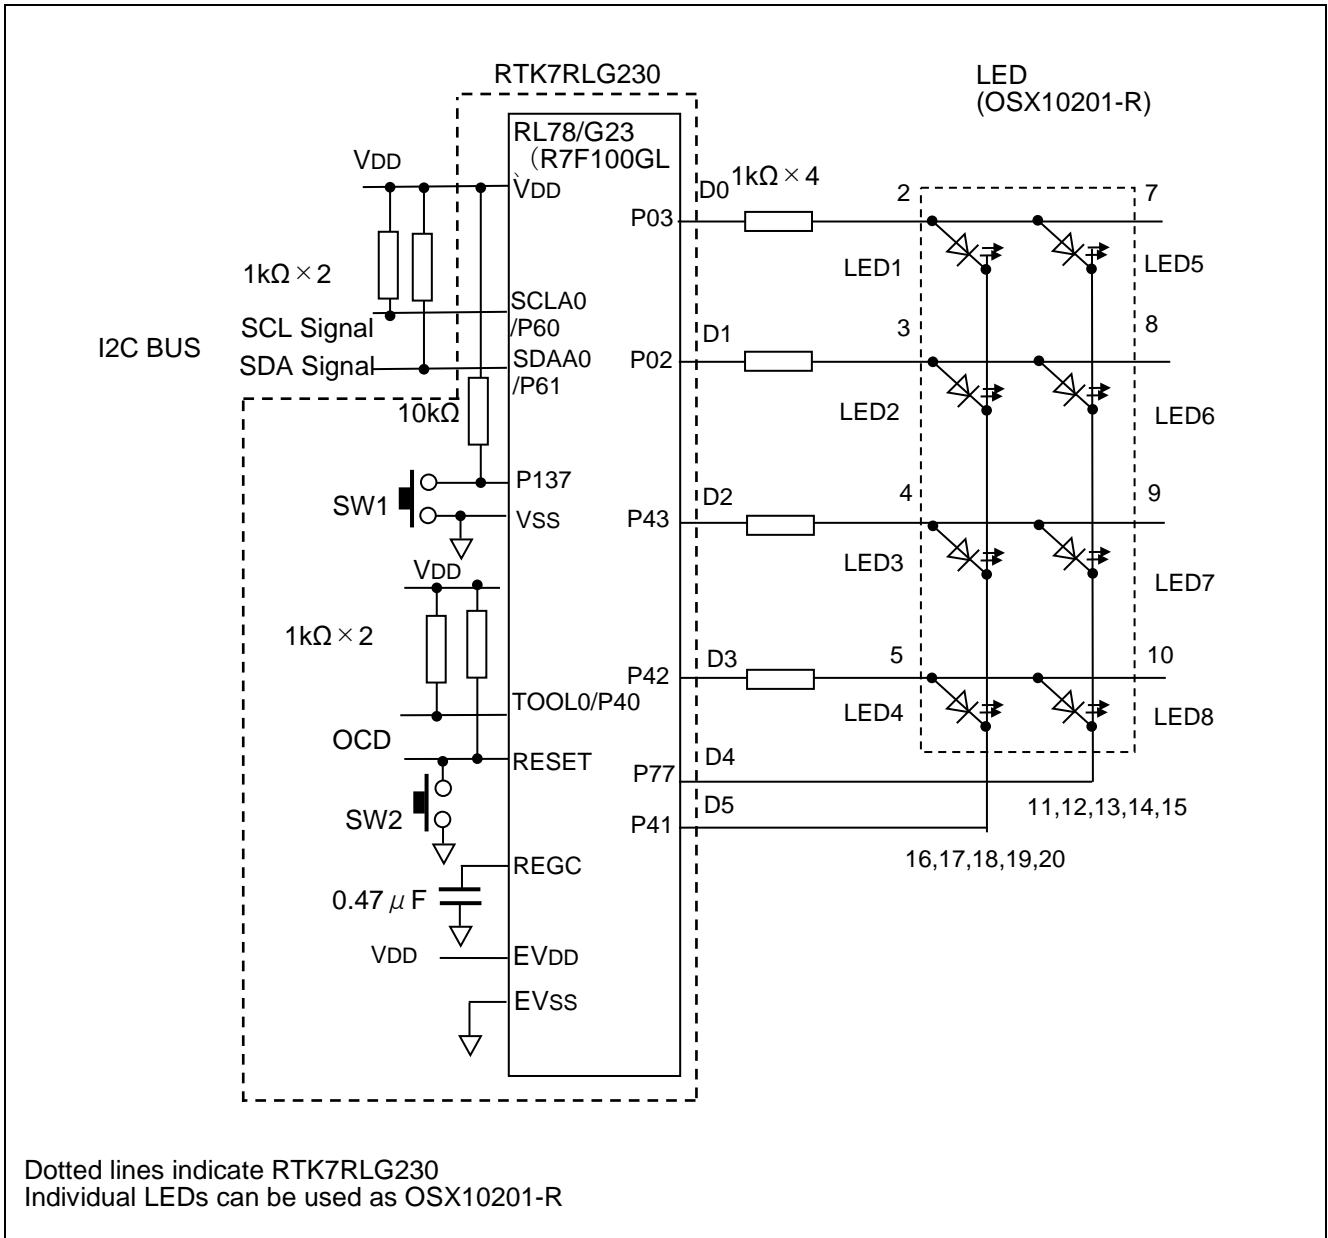 RTK7RLG230
LED
(OSX10201-R)
RL78/G23
（R7F100GL
、
VDD
VDD
D0
1kΩ×4
2
7
P03
LED1
LED5
1kΩ×2
SCLA0
/P60
SCL Signal
I2C BUS
SDA Signal
SDAA0
/P61
D1
3
8
P02
LED2
LED6
10kΩ
P137
SW1
VSS
D2
4
9
P43
LED3
LED7
VDD
1kΩ×2
D3
5
10
P42
TOOL0/P40
LED4
LED8
OCD
RESET
D4
P77
SW2
D5
P41
11,12,13,14,15
16,17,18,19,20
REGC
0.47μF
VDD
EVDD
EVSS
Dotted lines indicate RTK7RLG230
Individual LEDs can be used as OSX10201-R